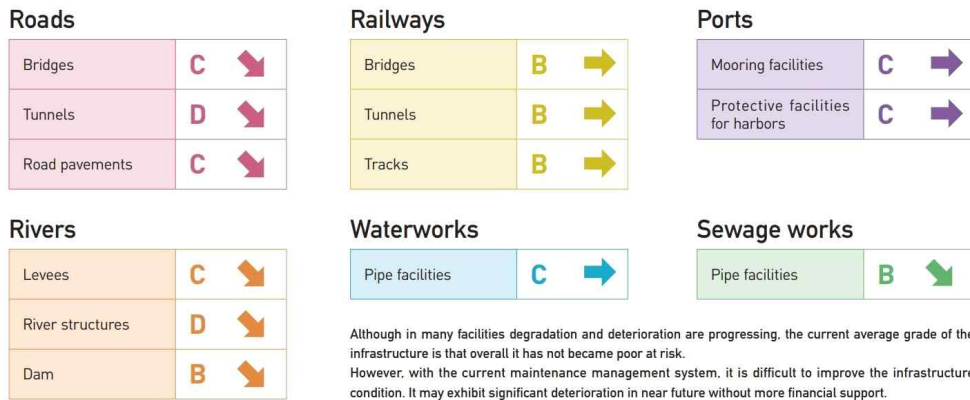 Roads
Bridges C
Tunnels D
Road pavements C
Railways
Bridges B
Tunnels B
Tracks B
Ports
Mooring facilities C
Protective facilities
for harbors C
Rivers
Levees C
River structures D
Dam B
Waterworks
Pipe facilities C
Sewage works
Pipe facilities B
Although in many facilities degradation and deterioration are progressing, the current average grade of the
infrastructure is that overall it has not became poor at risk.
However, with the current maintenance management system, it is difficult to improve the infrastructure
condition. It may exhibit significant deterioration in near future without more financial support.